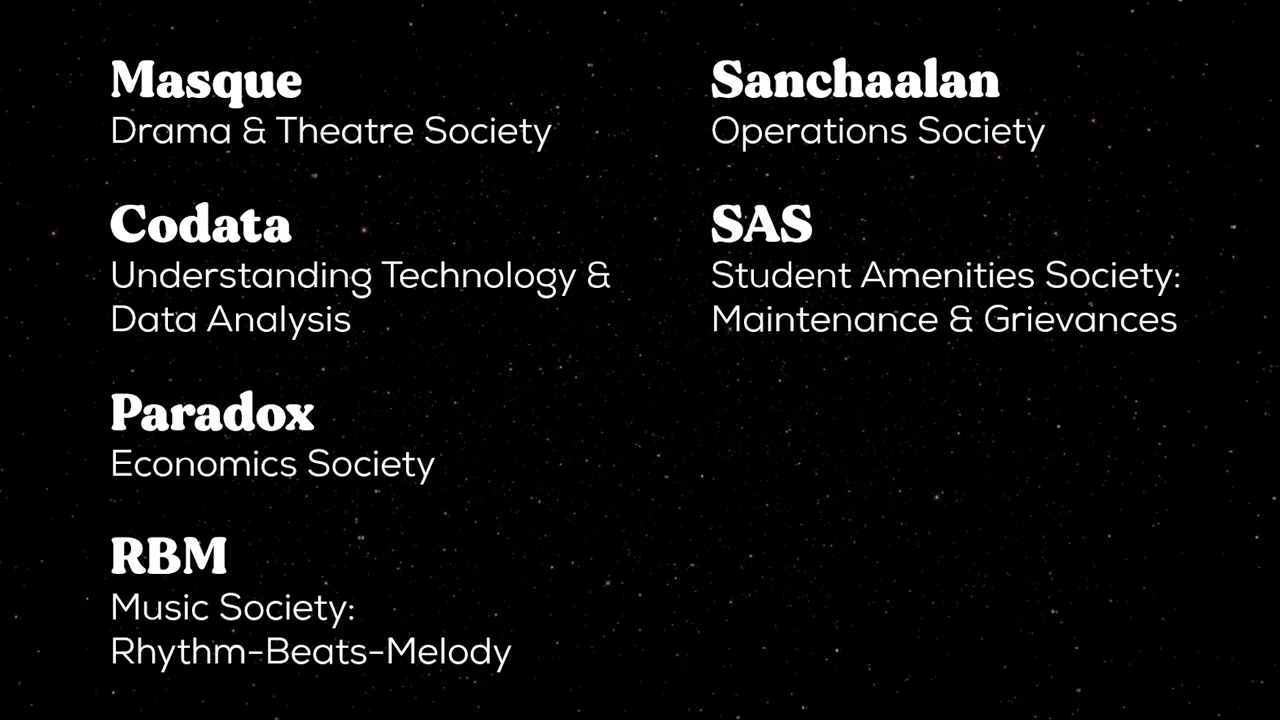 Masque
Drama & Theatre Society
Codata
Understanding Technology &
Data Analysis
Paradox
Economics Society
RBM
Music Society:
Rhythm-Beats-Melody
Sanchaalan
Operations Society
SAS
Student Amenities Society:
Maintenance & Grievances